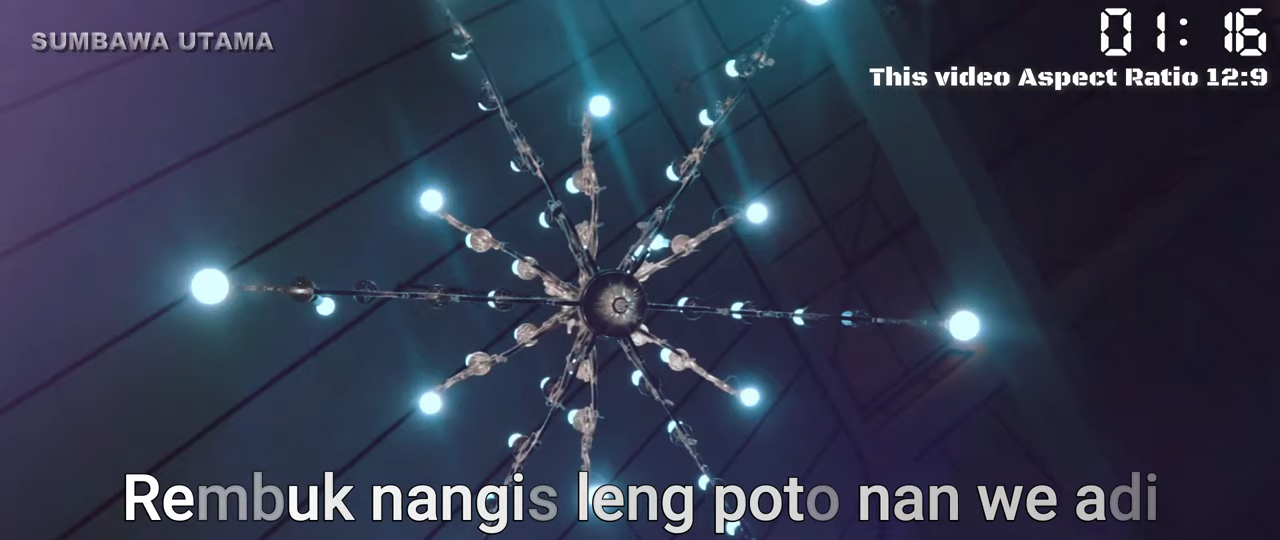 SUMBAWA UTAMA
01:16
This video Aspect Ratio 12:9
Rembuk nangis leng poto nan we adi